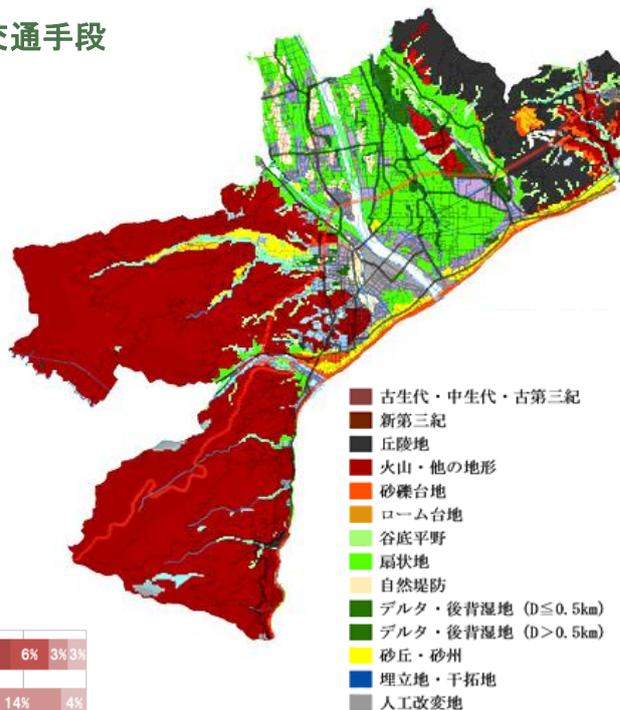 交通手段
古生代・中生代・古第三紀
新第三紀
丘陵地
火山・他の地形
砂礫台地
ローム台地
谷底平野
扇状地
自然堤防
デルタ・後背湿地（D≦0.5km）
デルタ・後背湿地（D＞0.5km）
砂丘・砂州
埋立地・干拓地
人工改変地
6% 3% 3%
14% 4%